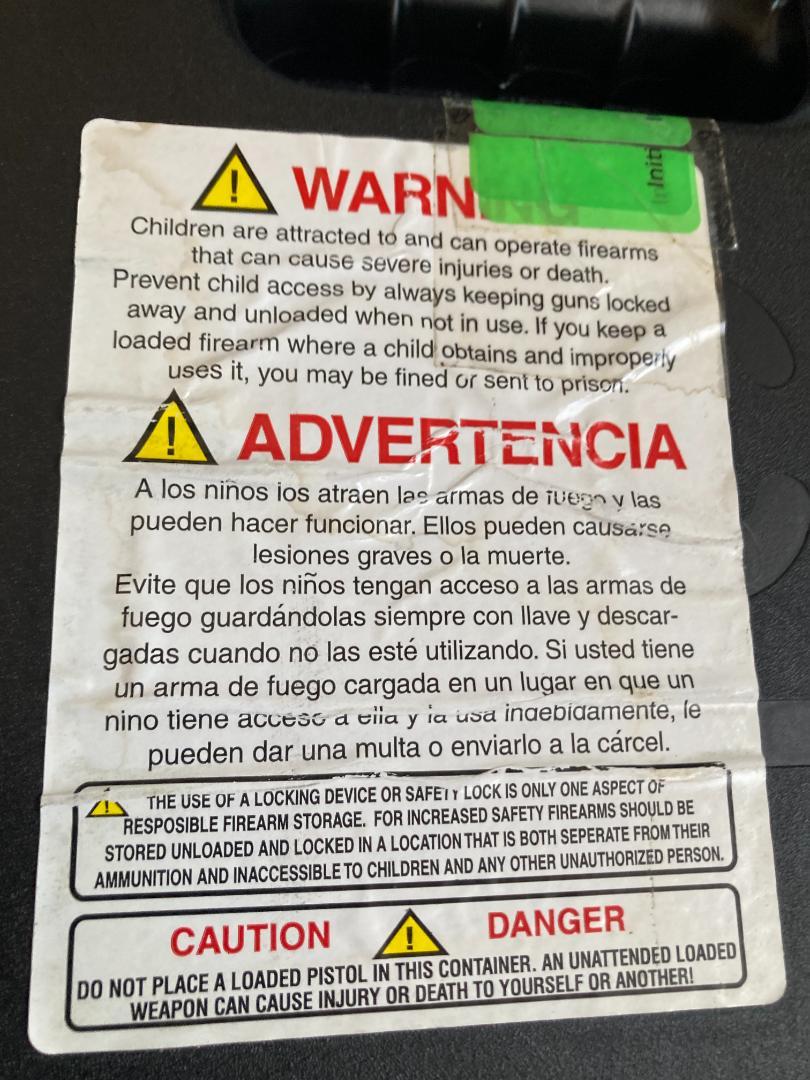 WARNING
Initi
Children are attracted to and can operate firearms
that can cause severe injuries or death.
Prevent child access by always keeping guns locked
away and unloaded when not in use. If you keep a
loaded firearm where a child obtains and improperly
uses it, you may be fined or sent to prison.
ADVERTENCIA
A los niños los atraen las armas de fuego y las
pueden hacer funcionar. Ellos pueden causarse
lesiones graves o la muerte.
Evite que los niños tengan acceso a las armas de
fuego guardándolas siempre con llave y descar-
gadas cuando no las esté utilizando. Si usted tiene
un arma de fuego cargada en un lugar en que un
nino tiene acceso a ella y la usa indebidamente, le
pueden dar una multa o enviarlo a la cárcel.
THE USE OF A LOCKING DEVICE OR SAFETY LOCK IS ONLY ONE ASPECT OF
RESPOSIBLE FIREARM STORAGE. FOR INCREASED SAFETY FIREARMS SHOULD BE
STORED UNLOADED AND LOCKED IN A LOCATION THAT IS BOTH SEPERATE FROM THEIR
AMMUNITION AND INACCESSIBLE TO CHILDREN AND ANY OTHER UNAUTHORIZED PERSON.
CAUTION DANGER
DO NOT PLACE A LOADED PISTOL IN THIS CONTAINER. AN UNATTENDED LOADED
WEAPON CAN CAUSE INJURY OR DEATH TO YOURSELF OR ANOTHER!